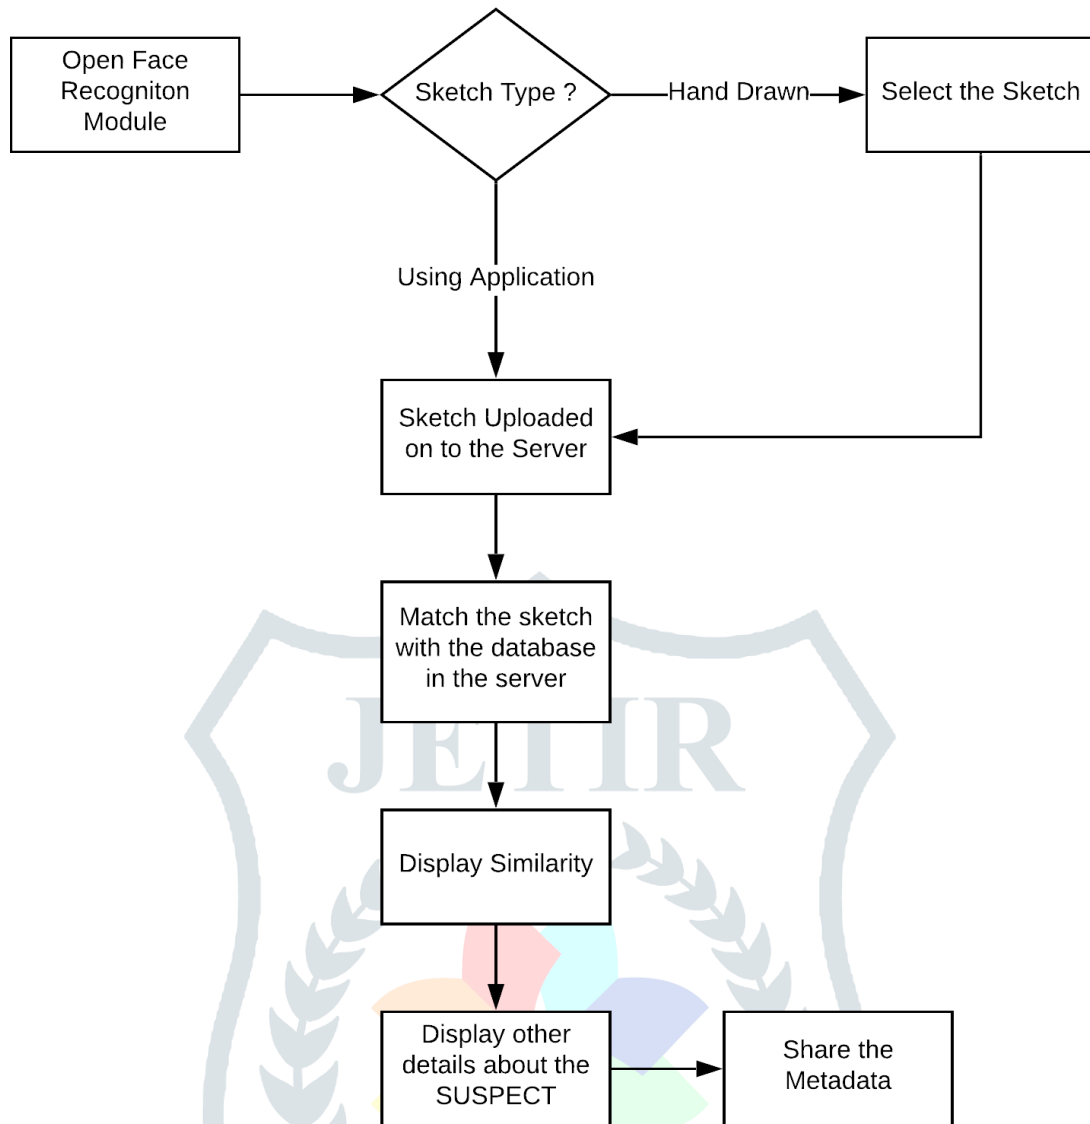 Open Face
Recogniton
Module
Sketch Type ?
Hand Drawn
Select the Sketch
Using Application
Sketch Uploaded
on to the Server
Match the sketch
with the database
in the server
JETIR
Display Similarity
Display other
details about the
SUSPECT
Share the
Metadata